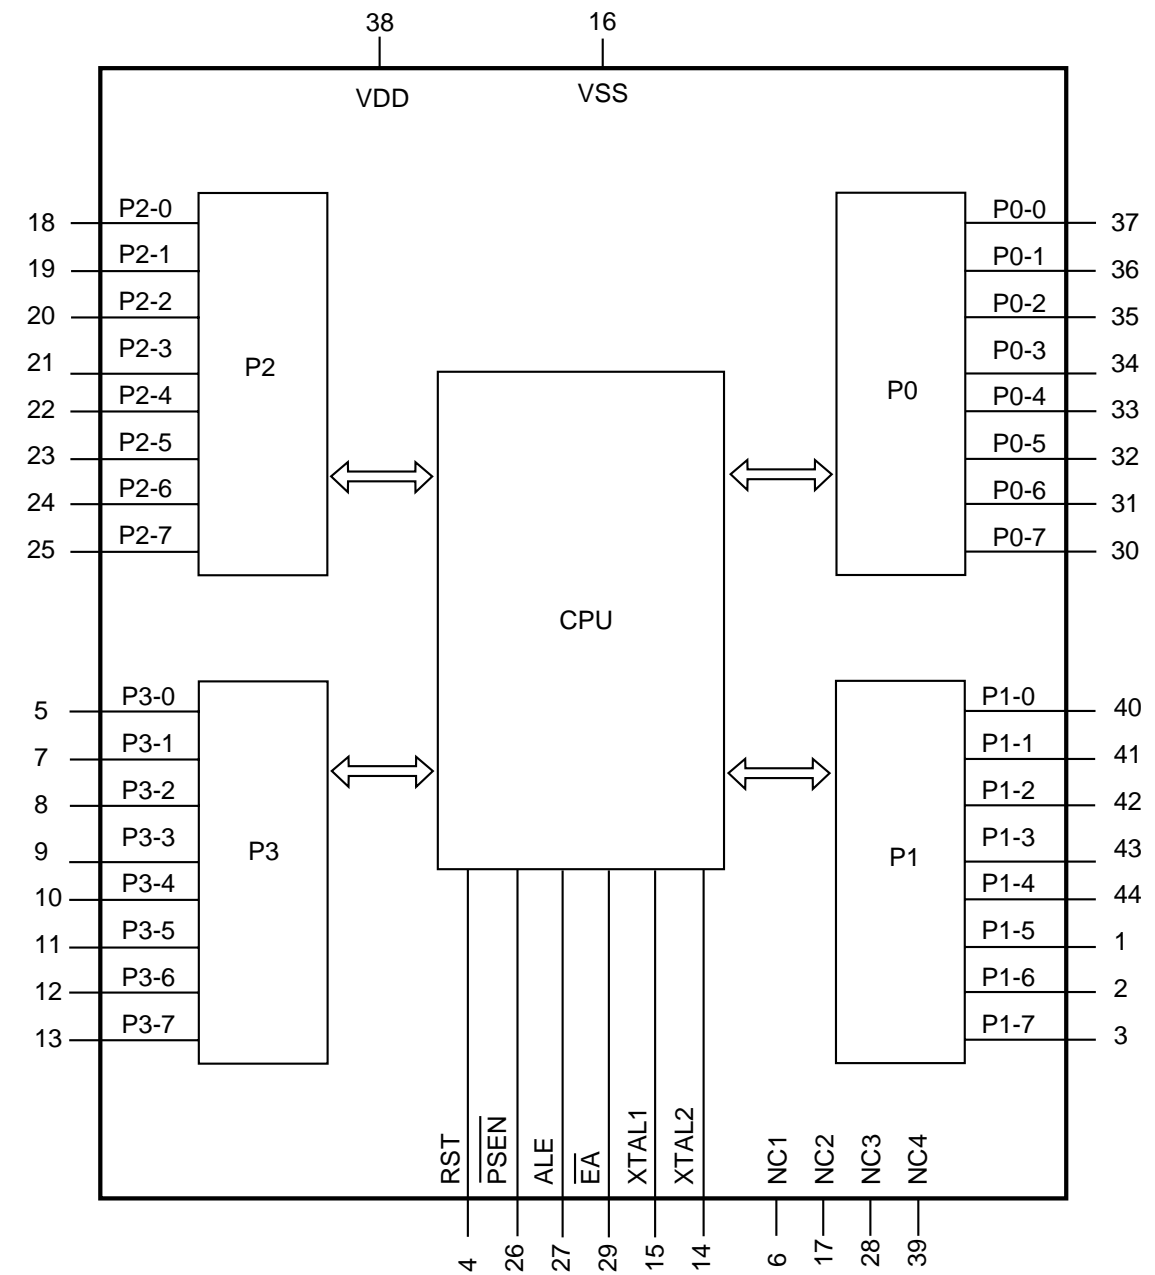 38 16
VDD VSS
18 P2-0 P0-0 37
19 P2-1 P0-1 36
20 P2-2 P0-2 35
21 P2-3 P0-3 34
22 P2-4 P0-4 33
23 P2-5 P0-5 32
24 P2-6 P0-6 31
25 P2-7 P0-7 30
P2
P0
CPU
5 P3-0 P1-0 40
7 P3-1 P1-1 41
8 P3-2 P1-2 42
9 P3-3 P1-3 43
10 P3-4 P1-4 44
11 P3-5 P1-5 1
12 P3-6 P1-6 2
13 P3-7 P1-7 3
P3
P1
RST PSEN ALE EA XTAL1 XTAL2 NC1 NC2 NC3 NC4
4 26 27 29 15 14 6 17 28 39